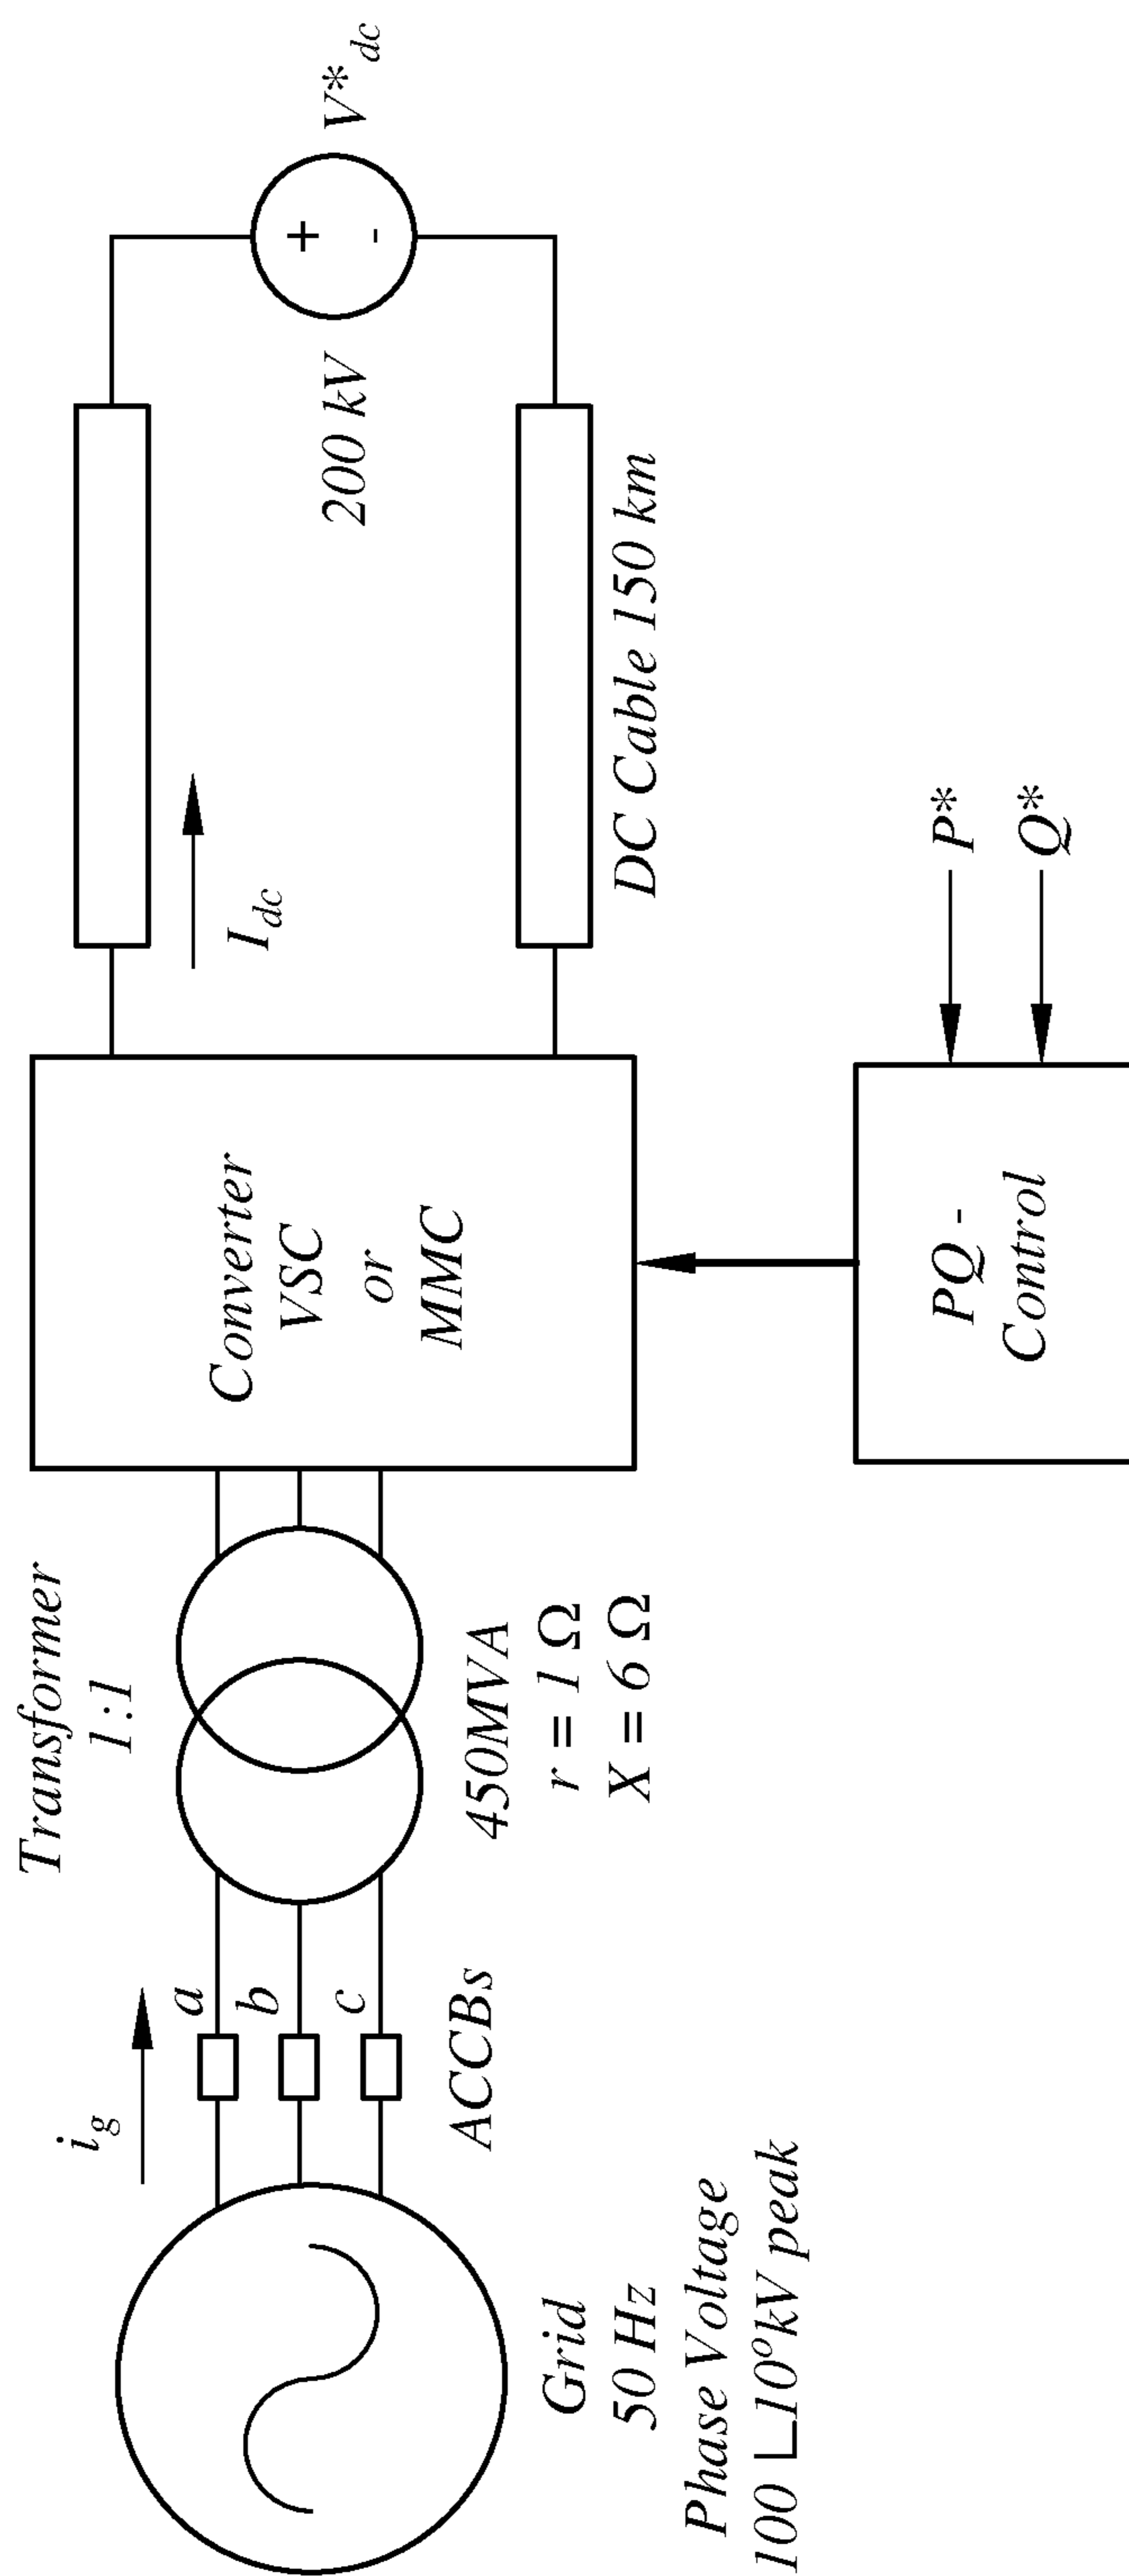 Transformer
1:1
i_g
a
b
c
ACCBs
Grid
50 Hz
Phase Voltage
100 ∟10°kV peak
450MVA
r = 1 Ω
X = 6 Ω
Converter
VSC
or
MMC
I_dc
DC Cable 150 km
200 kV
+
-
V*_dc
PQ -
Control
P*
Q*